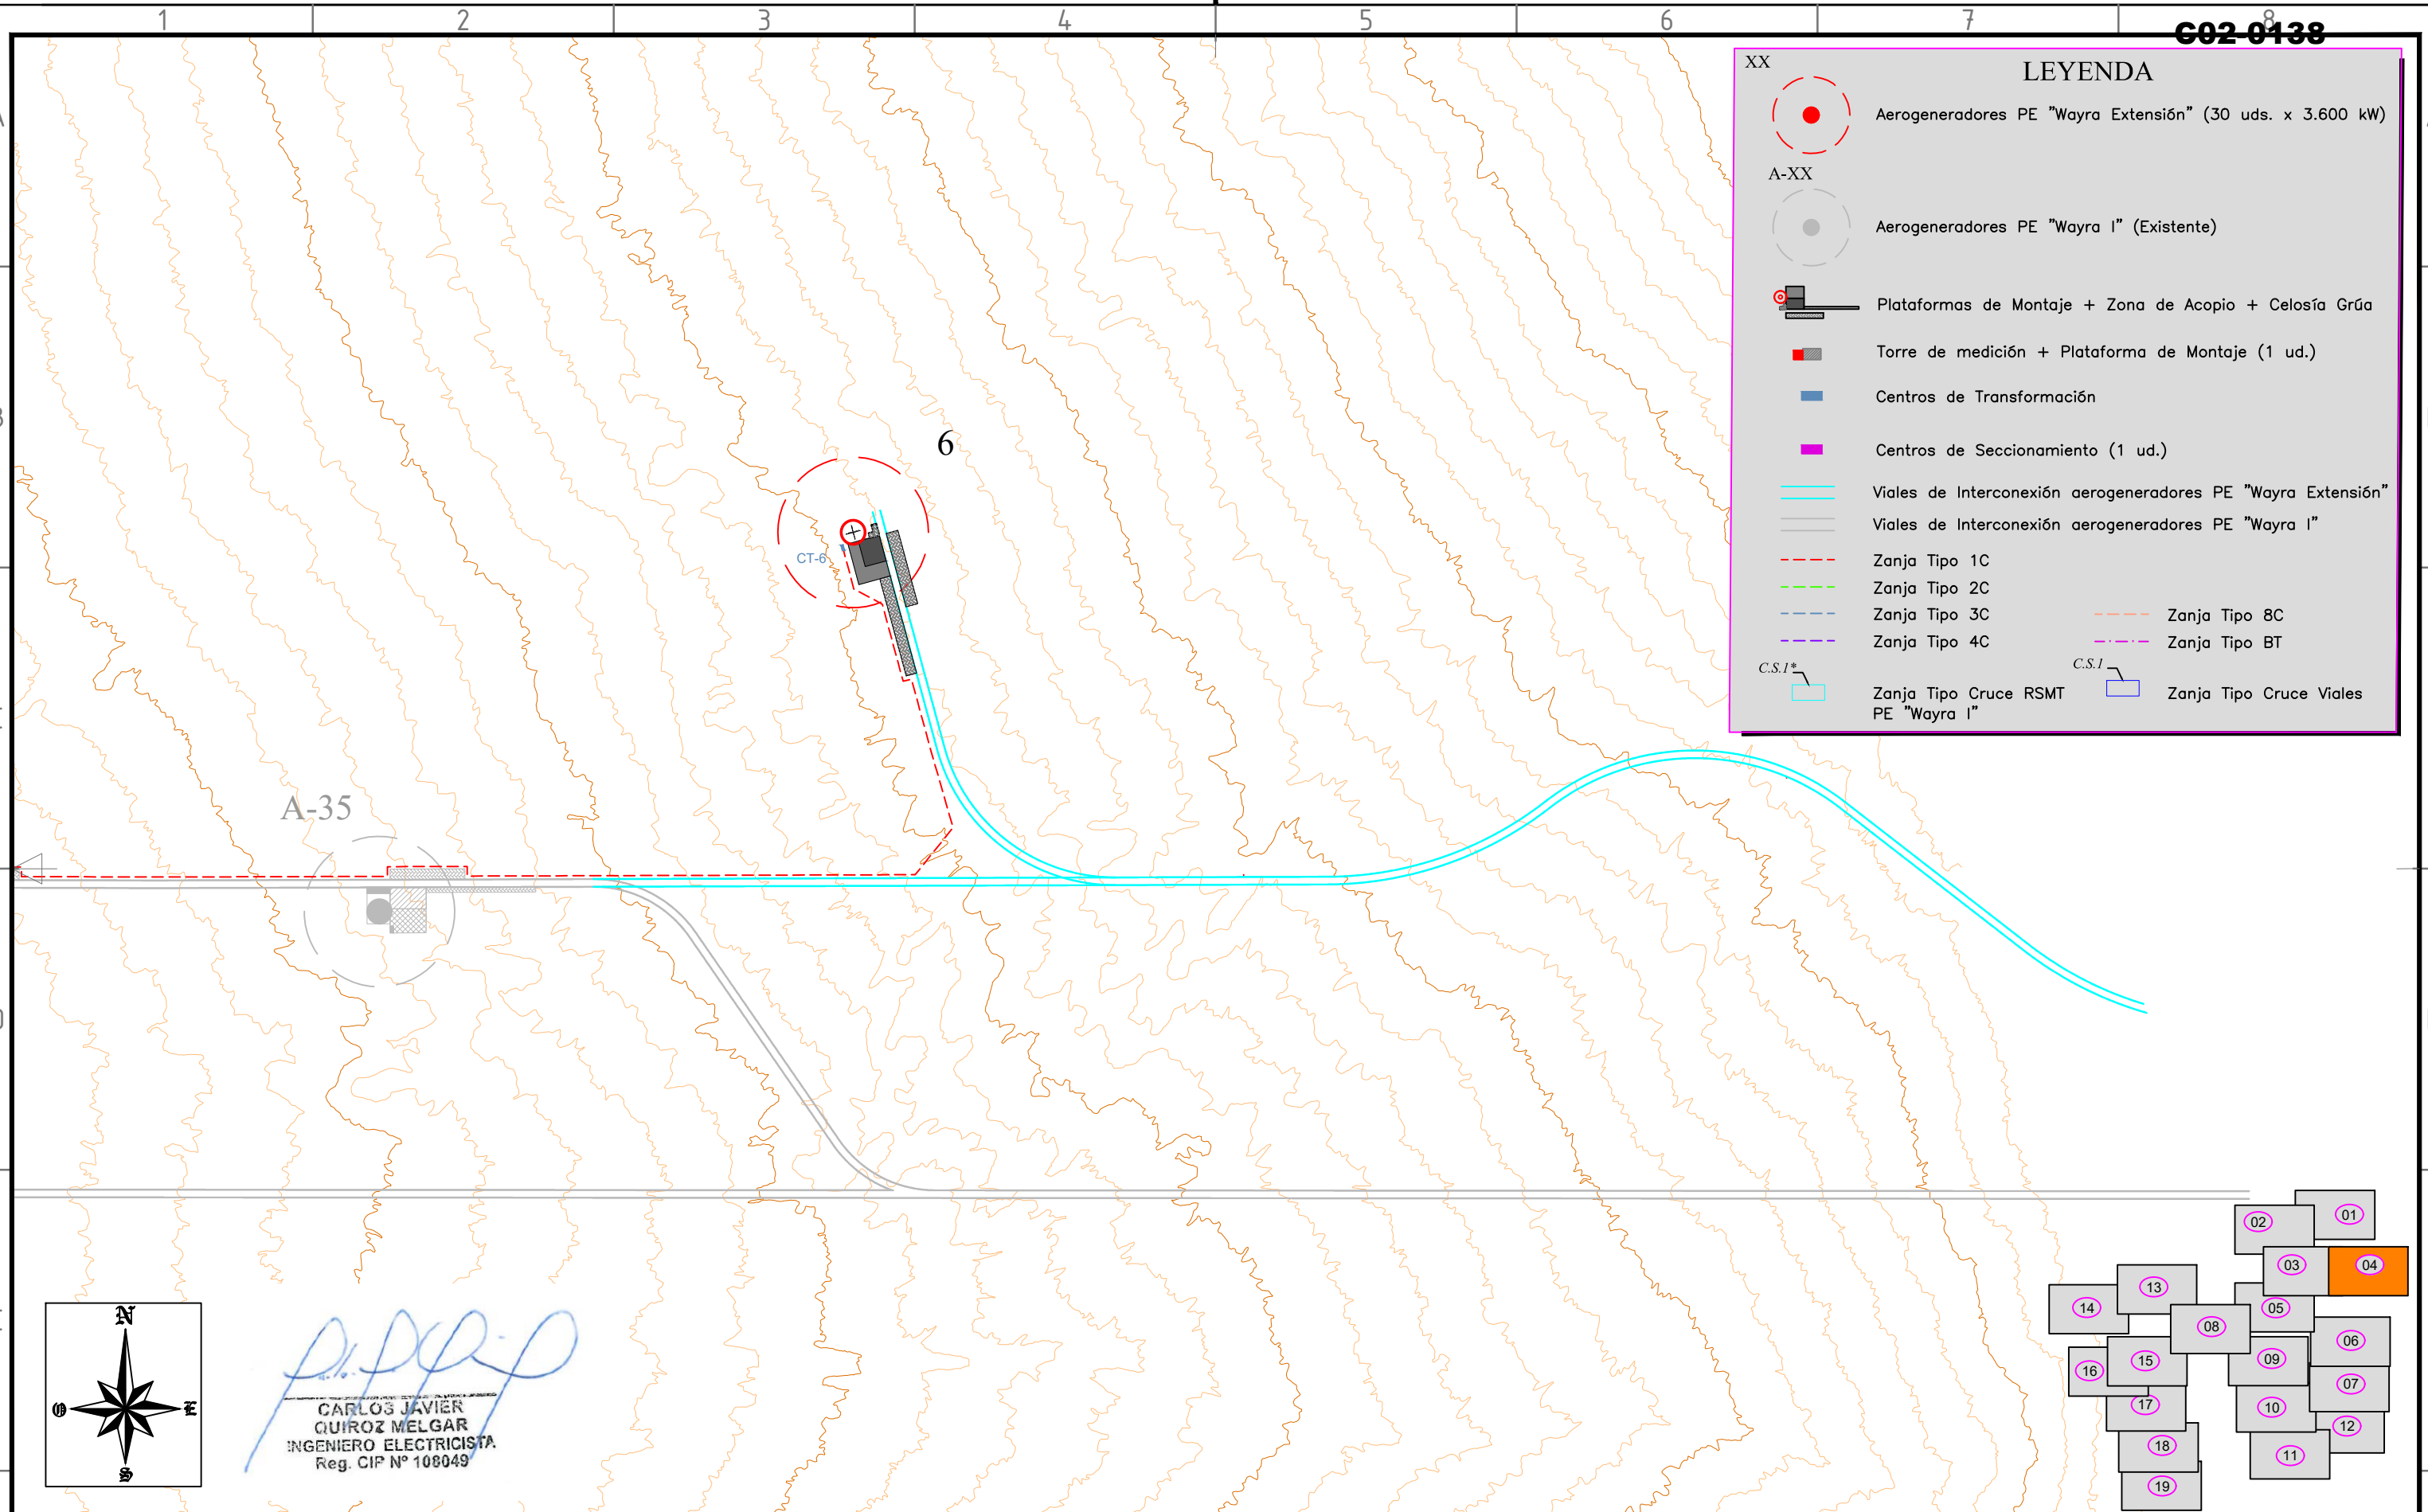 1 2 3 4 5 6 7 8
C02-0138
XX
LEYENDA
Aerogeneradores PE "Wayra Extensión" (30 uds. x 3.600 kW)
A-XX
Aerogeneradores PE "Wayra I" (Existente)
Plataformas de Montaje + Zona de Acopio + Celosía Grúa
Torre de medición + Plataforma de Montaje (1 ud.)
Centros de Transformación
Centros de Seccionamiento (1 ud.)
Viales de Interconexión aerogeneradores PE "Wayra Extensión"
Viales de Interconexión aerogeneradores PE "Wayra I"
Zanja Tipo 1C
Zanja Tipo 2C
Zanja Tipo 3C
Zanja Tipo 8C
Zanja Tipo 4C
Zanja Tipo BT
C.S.1*
C.S.1
Zanja Tipo Cruce RSMT
PE "Wayra I"
Zanja Tipo Cruce Viales
6
CT-6
A-35
01
02
03
04
13
14
05
08
06
15
09
16
07
17
10
12
18
11
19
N
O
E
S
CARLOS JAVIER
QUIROZ MELGAR
INGENIERO ELECTRICISTA
Reg. CIP Nº 108049